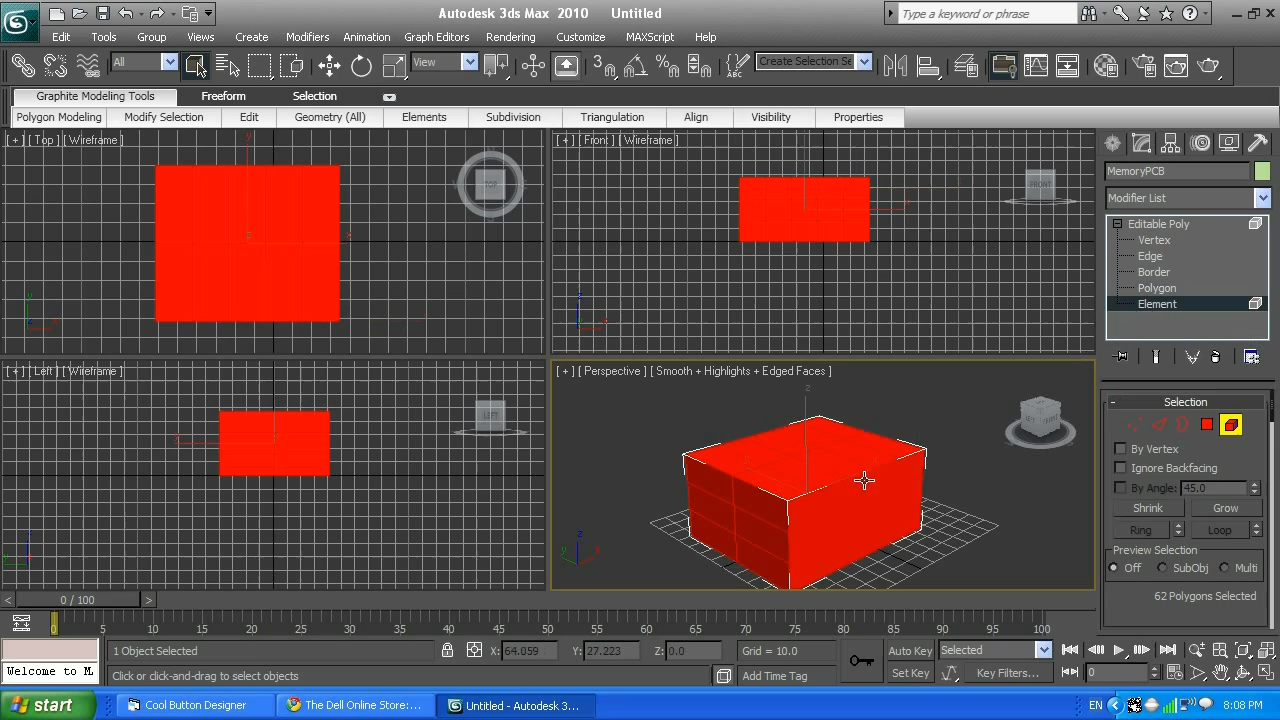 Autodesk 3ds Max 2010 Untitled
Type a keyword or phrase
Edit Tools Group Views Create Modifiers Animation Graph Editors Rendering Customize MAXScript Help
All View Create Selection Se
Graphite Modeling Tools Freeform Selection
Polygon Modeling Modify Selection Edit Geometry (All) Elements Subdivision Triangulation Align Visibility Properties
[ + ] [ Top ] [ Wireframe ]
TOP
[ + ] [ Front ] [ Wireframe ]
FRONT
MemoryPCB
Modifier List
Editable Poly
Vertex
Edge
Border
Polygon
Element
[ + ] [ Left ] [ Wireframe ]
LEFT
[ + ] [ Perspective ] [ Smooth + Highlights + Edged Faces ]
- Selection
By Vertex
Ignore Backfacing
By Angle: 45.0
Shrink Grow
Ring Loop
Preview Selection
Off SubObj Multi
62 Polygons Selected
< 0 / 100 >
0 5 10 15 20 25 30 35 40 45 50 55 60 65 70 75 80 85 90 95 100
1 Object Selected X: 64.059 Y: 27.223 Z: 0.0 Grid = 10.0 Auto Key Selected
Welcome to M Click or click-and-drag to select objects Add Time Tag Set Key Key Filters... 0
start Cool Button Designer The Dell Online Store:... Untitled - Autodesk 3s... EN 8:08 PM